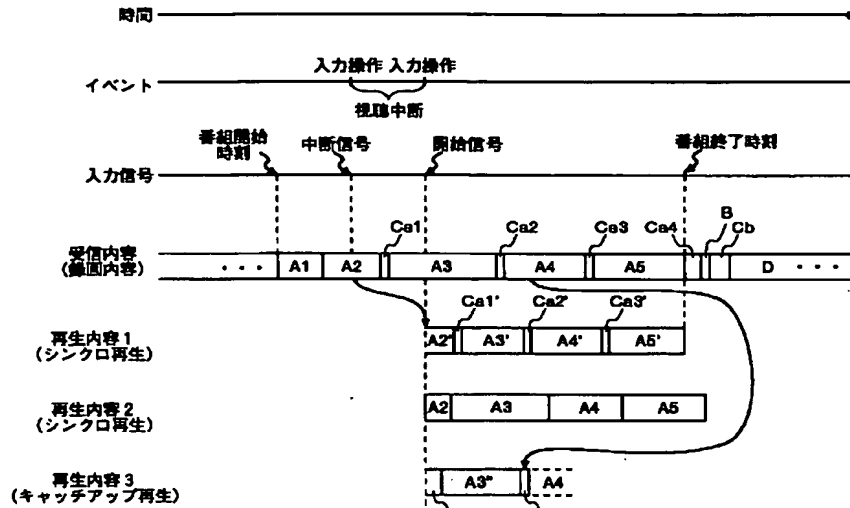 時間
イベント
入力操作 入力操作
視聴中断
番組開始
時刻
中断信号
開始信号
番組終了時刻
入力信号
Ca1
Ca2
Ca3
Ca4
B
Cb
受信内容
(録画内容)
・・・ A1 A2 A3 A4 A5 D ・・・
Ca1'
Ca2'
Ca3'
再生内容1
(シンクロ再生)
A2' A3' A4' A5'
再生内容2
(シンクロ再生)
A2 A3 A4 A5
再生内容3
(キャッチアップ再生)
A3" A4